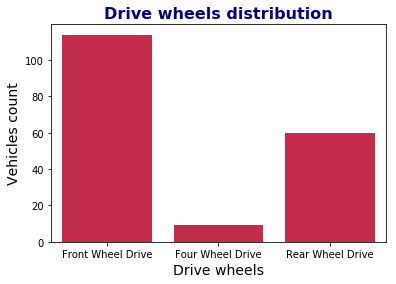 Drive wheels distribution
Vehicles count
100
80
60
40
20
0
Front Wheel Drive Four Wheel Drive Rear Wheel Drive
Drive wheels